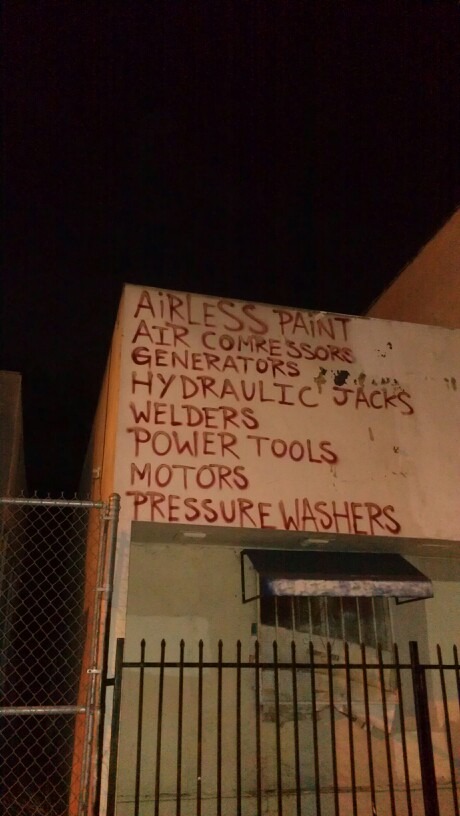 AiRLESS PAiNT
AIR COMRESSORS
GENERATORS
HYDRAULIC JACKS
WELDERS
POWER TOOLS
MOTORS
PRESSURE WASHERS